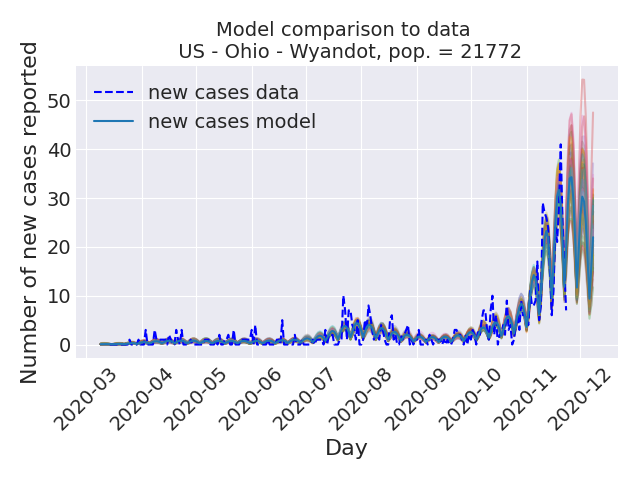 Model comparison to data
US - Ohio - Wyandot, pop. = 21772
Number of new cases reported
50
40
30
20
10
0
new cases data
new cases model
2020-03
2020-04
2020-05
2020-06
2020-07
2020-08
2020-09
2020-10
2020-11
2020-12
Day